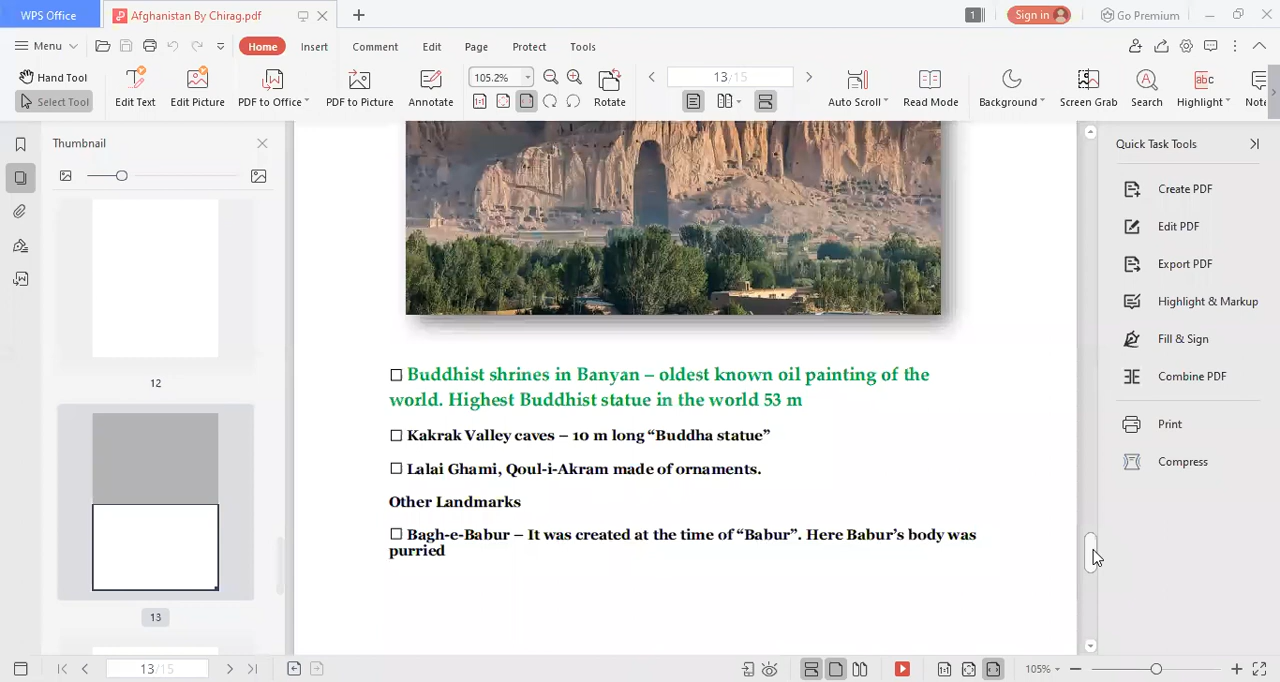 WPS Office
Afghanistan By Chirag.pdf
1
Sign in
Go Premium
Menu
Home
Insert
Comment
Edit
Page
Protect
Tools
Hand Tool
Select Tool
Edit Text
Edit Picture
PDF to Office
PDF to Picture
Annotate
105.2%
Rotate
13/15
Auto Scroll
Read Mode
Background
Screen Grab
Search
Highlight
Note
Thumbnail
12
13
Buddhist shrines in Banyan – oldest known oil painting of the
world. Highest Buddhist statue in the world 53 m
Kakrak Valley caves – 10 m long “Buddha statue”
Lalai Ghami, Qoul-i-Akram made of ornaments.
Other Landmarks
Bagh-e-Babur – It was created at the time of “Babur”. Here Babur’s body was
purried
Quick Task Tools
Create PDF
Edit PDF
Export PDF
Highlight & Markup
Fill & Sign
Combine PDF
Print
Compress
13/15
105%